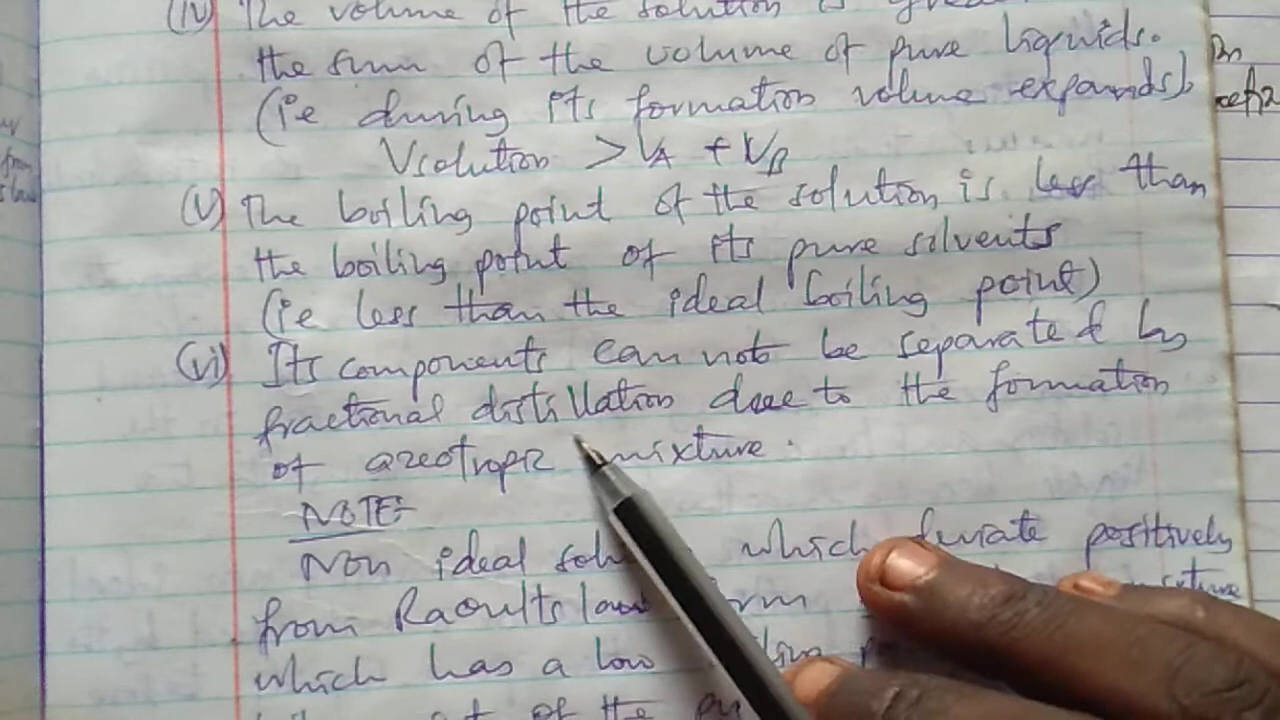 (iv) The volume of the solution is
the sum of the volume of pure liquids.
(ie during its formation volume expands).
Vsolution > VA + VB
(v) The boiling point of the solution is less than
the boiling point of its pure solvents
(ie less than the ideal boiling point)
(vi) Its components can not be separated by
fractional distillation due to the formation
of azeotropic mixture.
NOTE:
Non ideal which deviate positively
from Raoults law
which has a low
of the